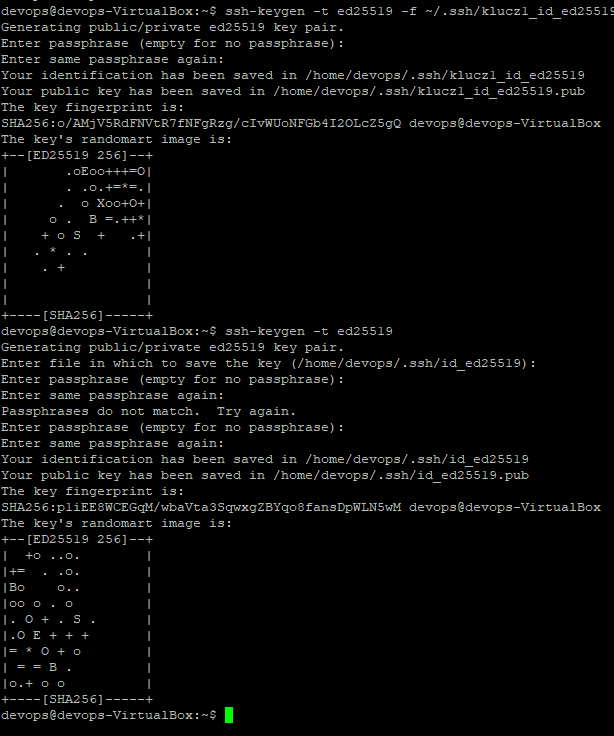 devops@devops-VirtualBox:~$ ssh-keygen -t ed25519 -f ~/.ssh/klucz1_id_ed25519
Generating public/private ed25519 key pair.
Enter passphrase (empty for no passphrase):
Enter same passphrase again:
Your identification has been saved in /home/devops/.ssh/klucz1_id_ed25519
Your public key has been saved in /home/devops/.ssh/klucz1_id_ed25519.pub
The key fingerprint is:
SHA256:o/AMjV5RdFNVtR7fNFgRzg/cIvWUoNFGb4I2OLcZ5gQ devops@devops-VirtualBox
The key's randomart image is:
+--[ED25519 256]--+
|       .oEoo+++=O|
|       . .o.+=*=.|
|      .  o Xoo+O+|
|     o .  B =.++*|
|    + o S  +   .+|
|   . * . .       |
|    . +          |
|                 |
|                 |
+----[SHA256]-----+
devops@devops-VirtualBox:~$ ssh-keygen -t ed25519
Generating public/private ed25519 key pair.
Enter file in which to save the key (/home/devops/.ssh/id_ed25519):
Enter passphrase (empty for no passphrase):
Enter same passphrase again:
Passphrases do not match.  Try again.
Enter passphrase (empty for no passphrase):
Enter same passphrase again:
Your identification has been saved in /home/devops/.ssh/id_ed25519
Your public key has been saved in /home/devops/.ssh/id_ed25519.pub
The key fingerprint is:
SHA256:p1iEE8WCEGqM/wbaVta3SqwxgZBYqo8fansDpWLN5wM devops@devops-VirtualBox
The key's randomart image is:
+--[ED25519 256]--+
|  +o ..o.        |
|+=  . .o.        |
|Bo    o..        |
|oo o . o         |
|. O + . S .      |
|.O E + + +       |
|= * O + o        |
| = = B .         |
|o.+ o o          |
+----[SHA256]-----+
devops@devops-VirtualBox:~$